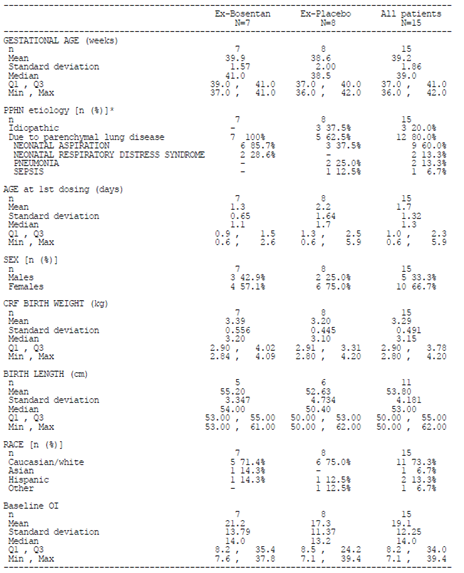 Ex-Bosentan Ex-Placebo All patients
N=7 N=8 N=15
GESTATIONAL AGE (weeks)
n 7 8 15
Mean 39.9 38.6 39.2
Standard deviation 1.57 2.00 1.86
Median 41.0 38.5 39.0
Q1 , Q3 39.0 , 41.0 37.0 , 40.0 37.0 , 41.0
Min , Max 37.0 , 41.0 36.0 , 42.0 36.0 , 42.0
PPHN etiology [n (%)]*
n 7 8 15
Idiopathic - 3 37.5% 3 20.0%
Due to parenchymal lung disease 7 100% 5 62.5% 12 80.0%
NEONATAL ASPIRATION 6 85.7% 3 37.5% 9 60.0%
NEONATAL RESPIRATORY DISTRESS SYNDROME 2 28.6% - 2 13.3%
PNEUMONIA - 2 25.0% 2 13.3%
SEPSIS - 1 12.5% 1 6.7%
AGE at 1st dosing (days)
n 7 8 15
Mean 1.3 2.2 1.7
Standard deviation 0.65 1.64 1.32
Median 1.1 1.7 1.3
Q1 , Q3 0.9 , 1.5 1.3 , 2.5 1.0 , 2.3
Min , Max 0.6 , 2.6 0.6 , 5.9 0.6 , 5.9
SEX [n (%)]
n 7 8 15
Males 3 42.9% 2 25.0% 5 33.3%
Females 4 57.1% 6 75.0% 10 66.7%
CRF BIRTH WEIGHT (kg)
n 7 8 15
Mean 3.39 3.20 3.29
Standard deviation 0.556 0.445 0.491
Median 3.20 3.10 3.15
Q1 , Q3 2.90 , 4.02 2.91 , 3.31 2.90 , 3.78
Min , Max 2.84 , 4.09 2.80 , 4.20 2.80 , 4.20
BIRTH LENGTH (cm)
n 5 6 11
Mean 55.20 52.63 53.80
Standard deviation 3.347 4.734 4.181
Median 54.00 50.40 53.00
Q1 , Q3 53.00 , 55.00 50.00 , 53.00 50.00 , 55.00
Min , Max 53.00 , 61.00 50.00 , 62.00 50.00 , 62.00
RACE [n (%)]
n 7 8 15
Caucasian/white 5 71.4% 6 75.0% 11 73.3%
Asian 1 14.3% - 1 6.7%
Hispanic 1 14.3% 1 12.5% 2 13.3%
Other - 1 12.5% 1 6.7%
Baseline OI
n 7 8 15
Mean 21.2 17.3 19.1
Standard deviation 13.79 11.37 12.25
Median 14.0 13.2 14.0
Q1 , Q3 8.2 , 35.4 8.5 , 24.2 8.2 , 34.0
Min , Max 7.6 , 37.8 7.1 , 39.4 7.1 , 39.4